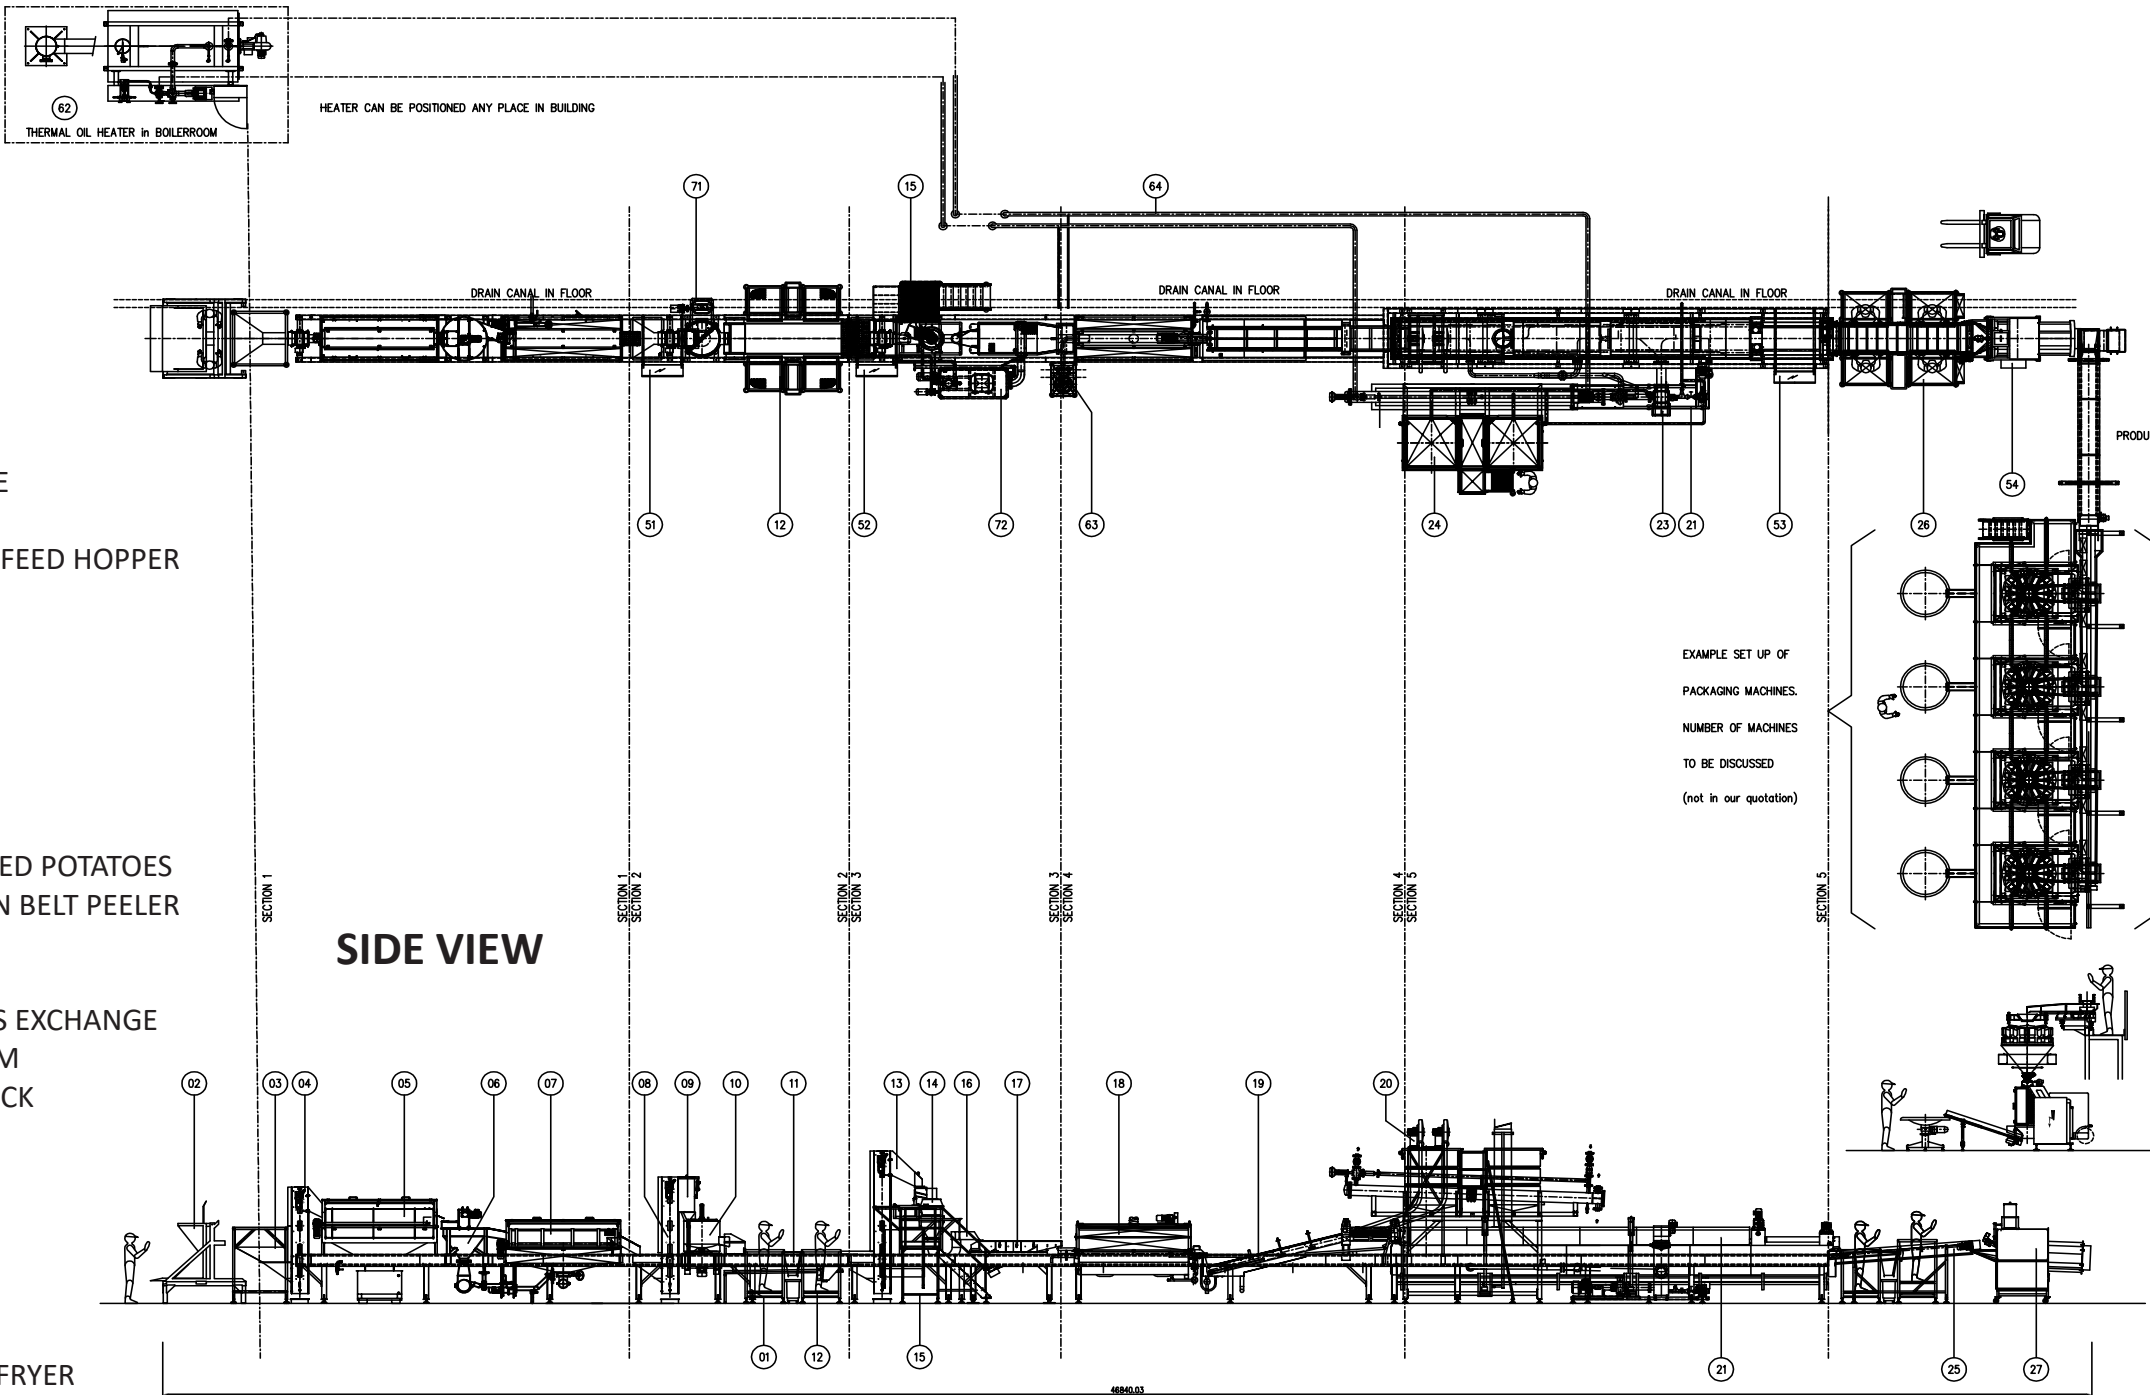 62
THERMAL OIL HEATER in BOILERROOM
HEATER CAN BE POSITIONED ANY PLACE IN BUILDING
71
15
64
DRAIN CANAL IN FLOOR
DRAIN CANAL IN FLOOR
DRAIN CANAL IN FLOOR
PRODU
E
FEED HOPPER
51
12
52
72
63
24
23
21
53
26
54
EXAMPLE SET UP OF
PACKAGING MACHINES.
NUMBER OF MACHINES
TO BE DISCUSSED
(not in our quotation)
ED POTATOES
N BELT PEELER
SECTION 1
SECTION 1
SECTION 2
SECTION 2
SECTION 3
SECTION 3
SECTION 4
SECTION 4
SECTION 5
SECTION 5
SIDE VIEW
S EXCHANGE
M
CK
02
03
04
05
06
07
08
09
10
11
13
14
16
17
18
19
20
01
12
15
21
25
27
FRYER
46840.03